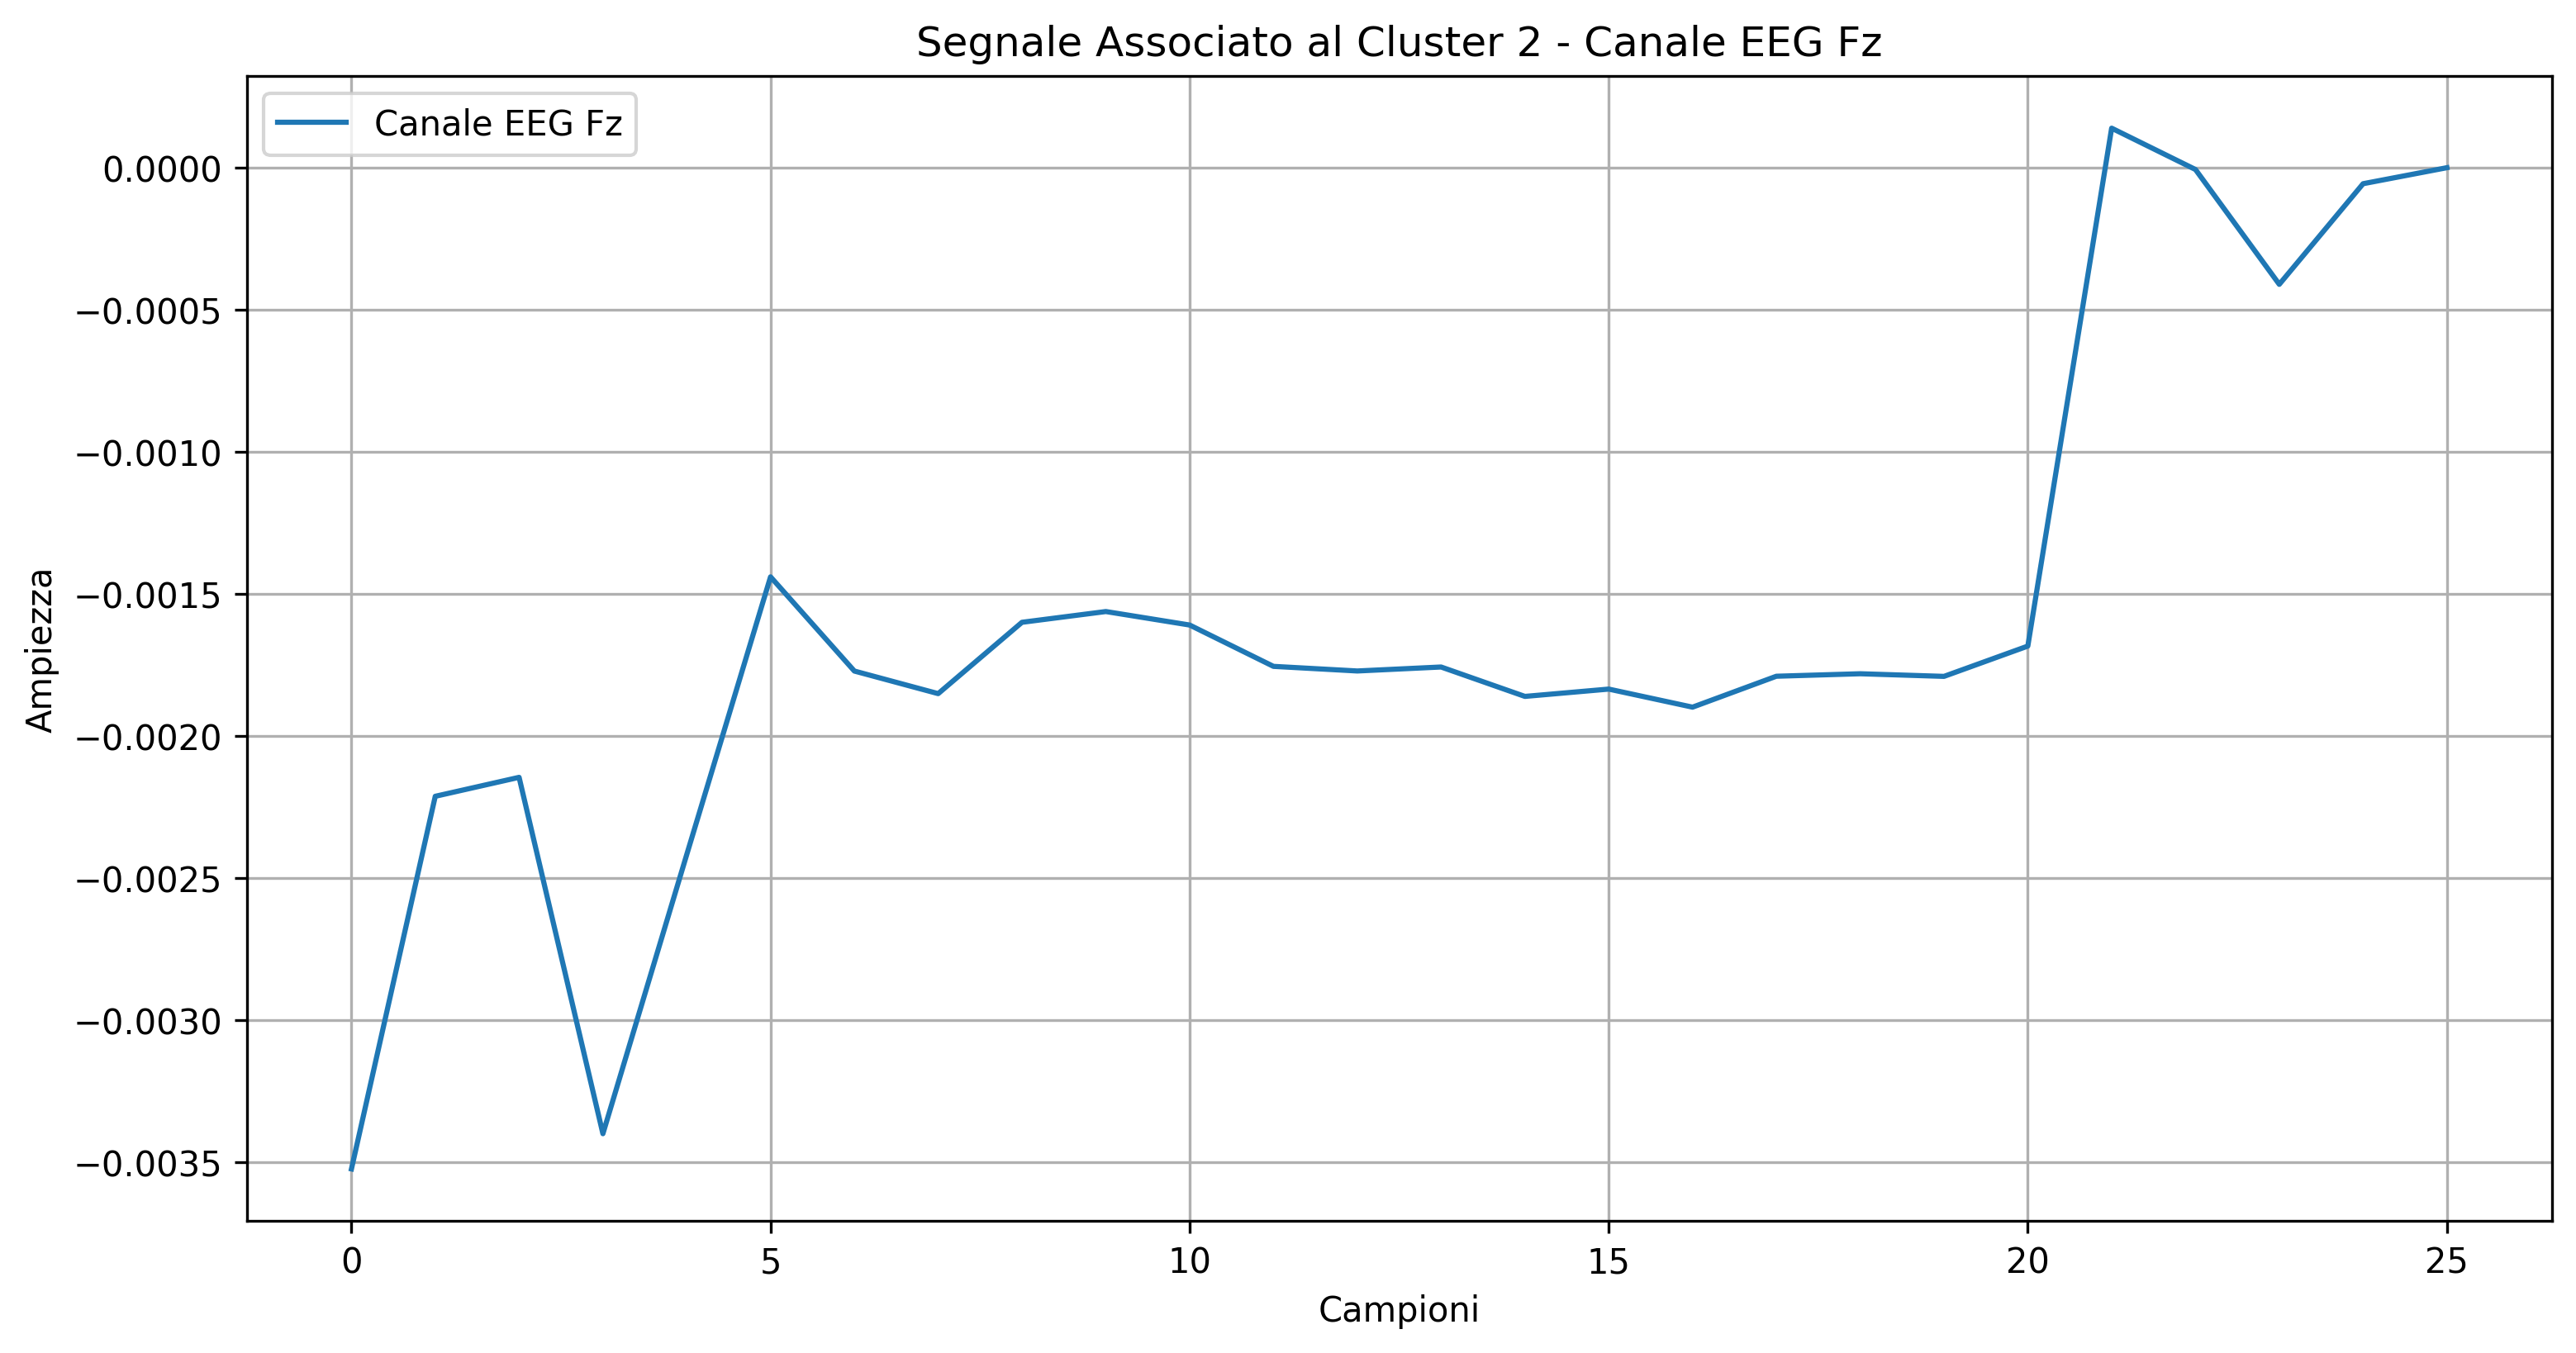 Segnale Associato al Cluster 2 - Canale EEG Fz
Canale EEG Fz
0.0000
−0.0005
−0.0010
−0.0015
−0.0020
−0.0025
−0.0030
−0.0035
Ampiezza
0 5 10 15 20 25
Campioni